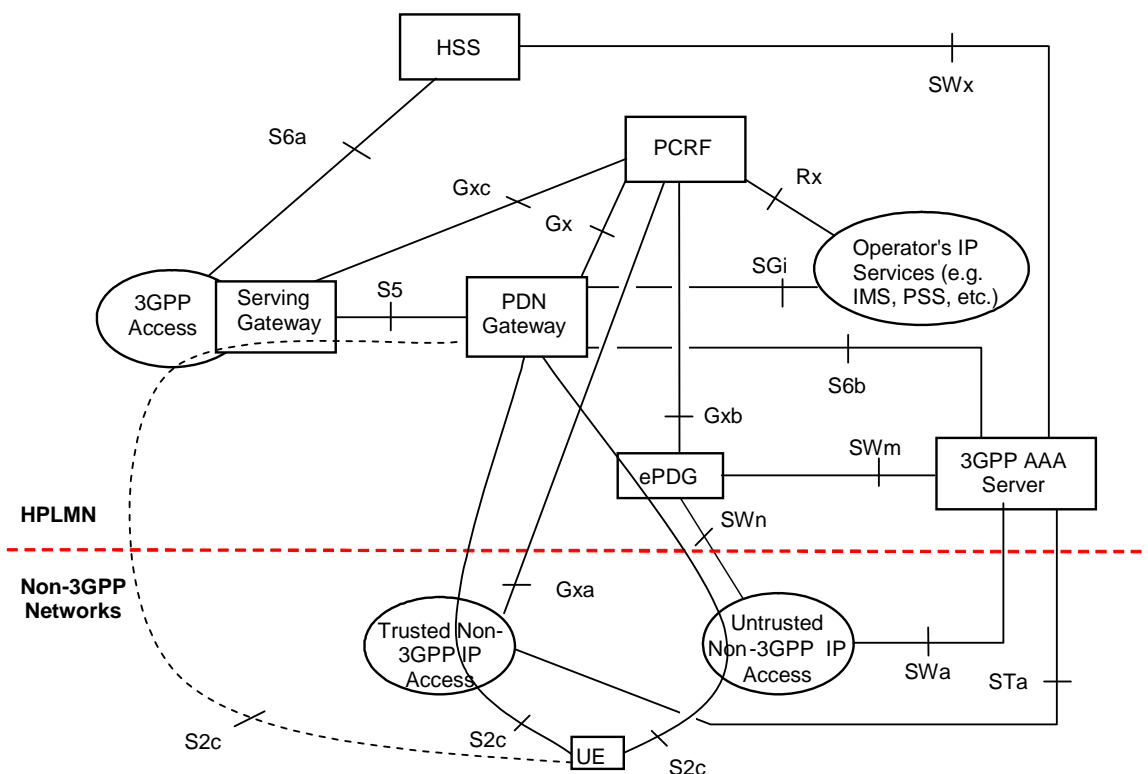 HSS
SWx
S6a
PCRF
Rx
Gxc
Gx
Operator's IP
Services (e.g.
IMS, PSS, etc.)
SGi
3GPP
Access
Serving
Gateway
S5
PDN
Gateway
S6b
Gxb
SWm
3GPP AAA
Server
ePDG
HPLMN
SWn
Non-3GPP
Networks
Gxa
Trusted Non-
3GPP IP
Access
Untrusted
Non-3GPP IP
Access
SWa
STa
S2c
S2c
UE
S2c